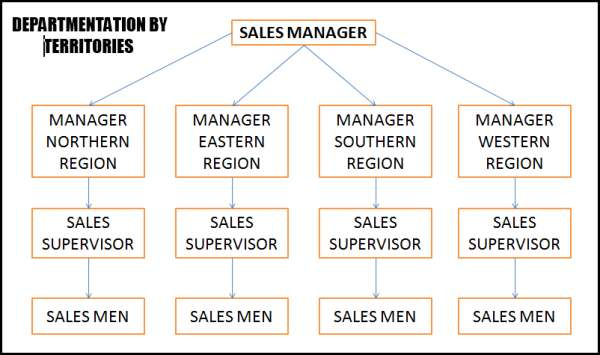 DEPARTMENTATION BY
TERRITORIES
SALES MANAGER
MANAGER
NORTHERN
REGION
MANAGER
EASTERN
REGION
MANAGER
SOUTHERN
REGION
MANAGER
WESTERN
REGION
SALES
SUPERVISOR
SALES
SUPERVISOR
SALES
SUPERVISOR
SALES
SUPERVISOR
SALES MEN
SALES MEN
SALES MEN
SALES MEN